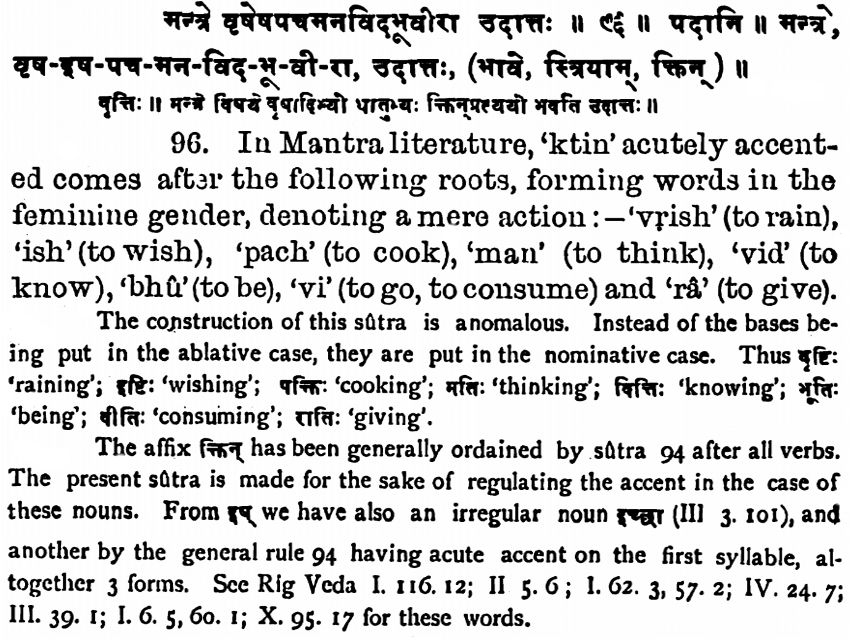 मन्त्रे वृषेषपचमनविदभूवीरा उदात्तः ॥ ९६ ॥ पदानि ॥ मन्त्रे,
वृष-इष-पच-मन-विद-भू-वी-रा, उदात्तः, (भावे, स्त्रियाम्, क्तिन्) ॥
वृत्तिः ॥ मन्त्रे विषये वृषादिभ्यो धातुभ्यः क्तिन्प्रत्ययो भवति उदात्तः ॥
96. In Mantra literature, ‘ktin’ acutely accent-
ed comes after the following roots, forming words in the
feminine gender, denoting a mere action :—‘vṛish’ (to rain),
‘ish’ (to wish), ‘pach’ (to cook), ‘man’ (to think), ‘vid’ (to
know), ‘bhû’ (to be), ‘vi’ (to go, to consume) and ‘râ’ (to give).
The construction of this sûtra is anomalous. Instead of the bases be-
ing put in the ablative case, they are put in the nominative case. Thus वृष्टिः
‘raining’; इष्टिः ‘wishing’; पक्तिः ‘cooking’; मतिः ‘thinking’; वित्तिः ‘knowing’; भूतिः
‘being’; वीतिः ‘consuming’; रातिः ‘giving’.
The affix क्तिन् has been generally ordained by sûtra 94 after all verbs.
The present sûtra is made for the sake of regulating the accent in the case of
these nouns. From इष् we have also an irregular noun इच्छा (III 3. 101), and
another by the general rule 94 having acute accent on the first syllable, al-
together 3 forms. See Rig Veda I. 116. 12; II 5. 6; I. 62. 3, 57. 2; IV. 24. 7;
III. 39. 1; I. 6. 5, 60. 1; X. 95. 17 for these words.